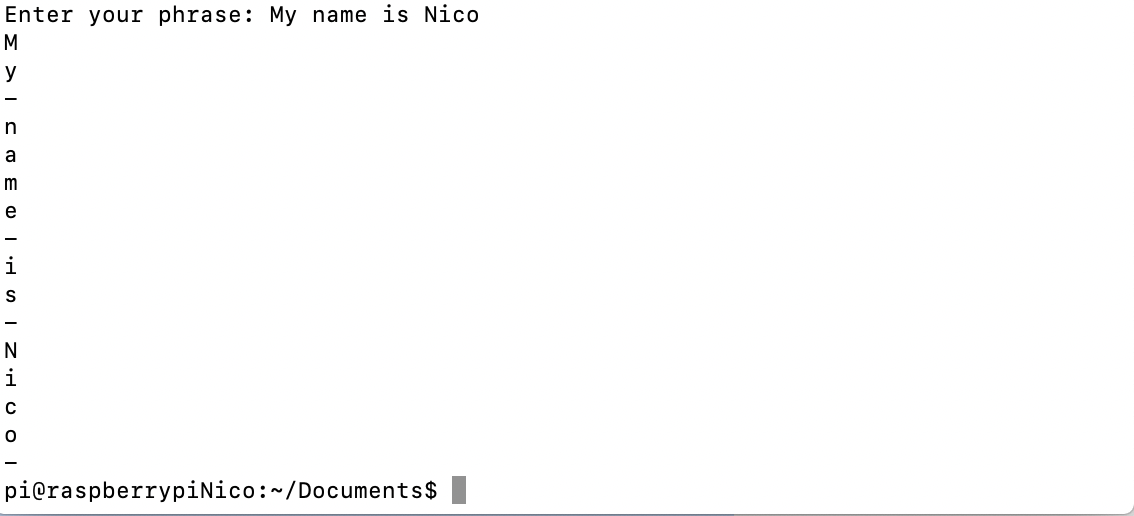 Enter your phrase: My name is Nico
M
y
-
n
a
m
e
-
i
s
-
N
i
c
o
-
pi@raspberrypiNico:~/Documents$